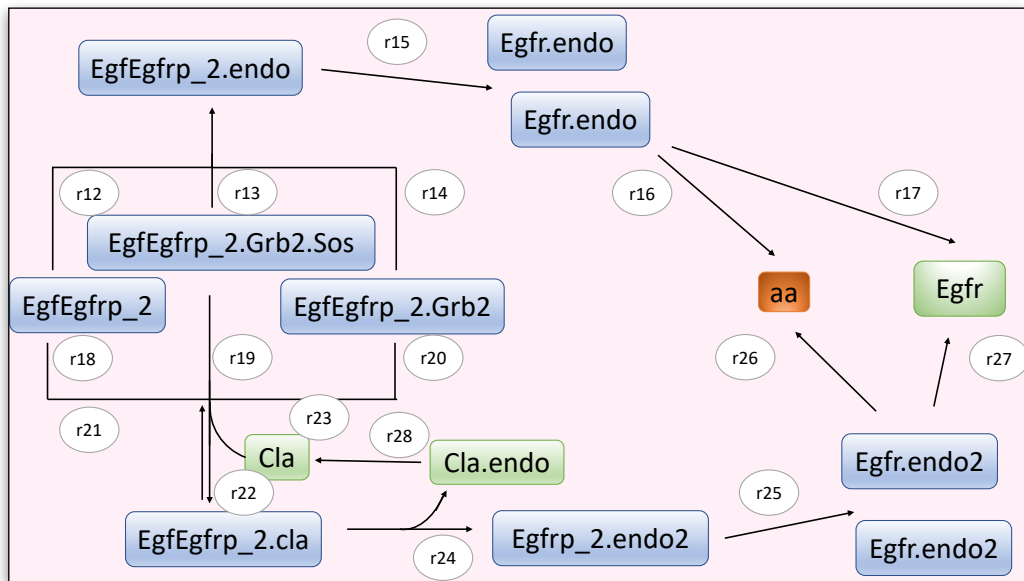 r15
Egfr.endo
EgfEgfrp_2.endo
Egfr.endo
r12
r13
r14
r16
r17
EgfEgfrp_2.Grb2.Sos
EgfEgfrp_2
EgfEgfrp_2.Grb2
aa
Egfr
r18
r19
r20
r26
r27
r21
r23
r28
Cla
Cla.endo
Egfr.endo2
r22
r25
EgfEgfrp_2.cla
r24
Egfrp_2.endo2
Egfr.endo2